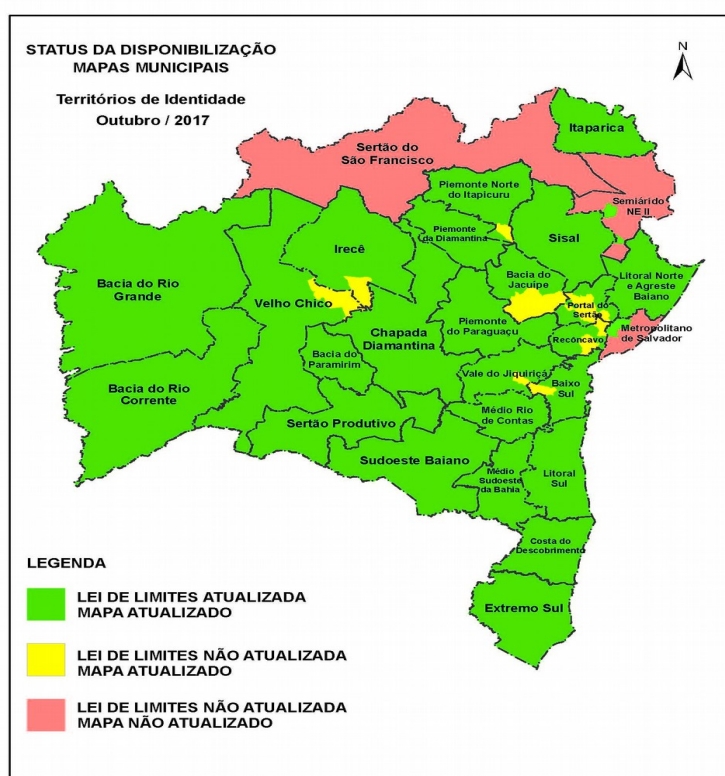 STATUS DA DISPONIBILIZAÇÃO
MAPAS MUNICIPAIS
Territórios de Identidade
Outubro / 2017
N
Itaparica
Sertão do
São Francisco
Piemonte Norte
do Itapicuru
Semiárido
NE II
Piemonte
da Diamantina
Sisal
Irecê
Bacia do Rio
Grande
Velho Chico
Bacia do
Jacuípe
Litoral Norte
e Agreste
Baiano
Portal do
Sertão
Chapada
Diamantina
Piemonte
do Paraguaçu
Metropolitano
de Salvador
Recôncavo
Bacia do
Paramirim
Vale do Jiquiriçá
Baixo
Sul
Bacia do Rio
Corrente
Médio Rio
de Contas
Sertão Produtivo
Sudoeste Baiano
Médio
Sudoeste
da Bahia
Litoral
Sul
Costa do
Descobrimento
Extremo Sul
LEGENDA
LEI DE LIMITES ATUALIZADA
MAPA ATUALIZADO
LEI DE LIMITES NÃO ATUALIZADA
MAPA ATUALIZADO
LEI DE LIMITES NÃO ATUALIZADA
MAPA NÃO ATUALIZADO